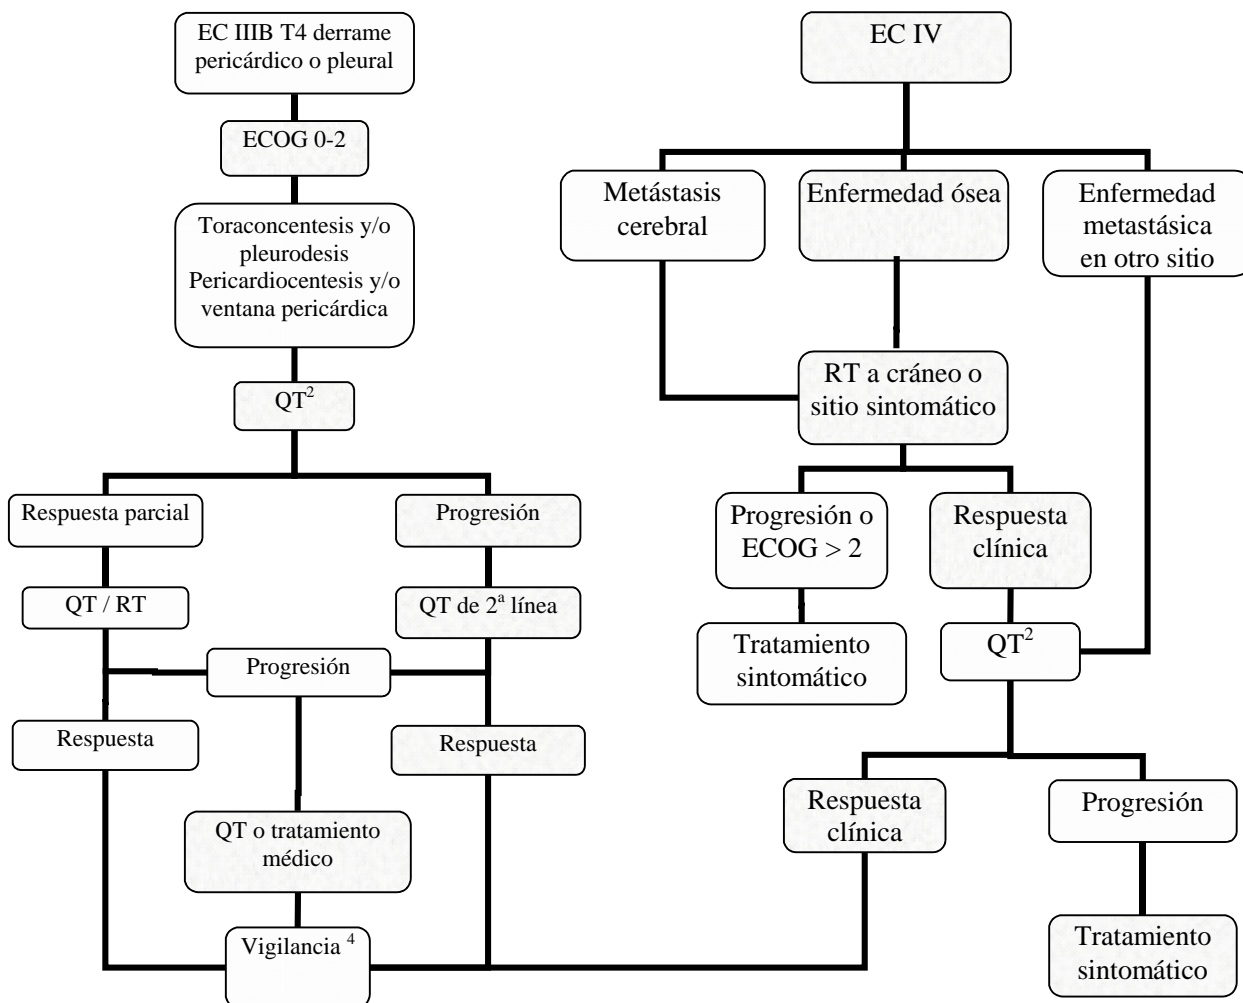 EC IIIB T4 derrame
pericárdico o pleural
ECOG 0-2
Toraconcentesis y/o
pleurodesis
Pericardiocentesis y/o
ventana pericárdica
QT²
Respuesta parcial
Progresión
QT / RT
QT de 2ª línea
Progresión
Respuesta
Respuesta
QT o tratamiento
médico
Vigilancia ⁴
EC IV
Metástasis
cerebral
Enfermedad ósea
Enfermedad
metastásica
en otro sitio
RT a cráneo o
sitio sintomático
Progresión o
ECOG > 2
Respuesta
clínica
Tratamiento
sintomático
QT²
Respuesta
clínica
Progresión
Tratamiento
sintomático